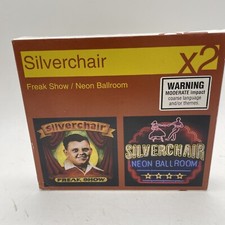 Silverchair
x2
Freak Show / Neon Ballroom
WARNING
MODERATE impact
coarse language
and/or themes
silverchair
FREAK SHOW
SILVERCHAIR
NEON BALLROOM